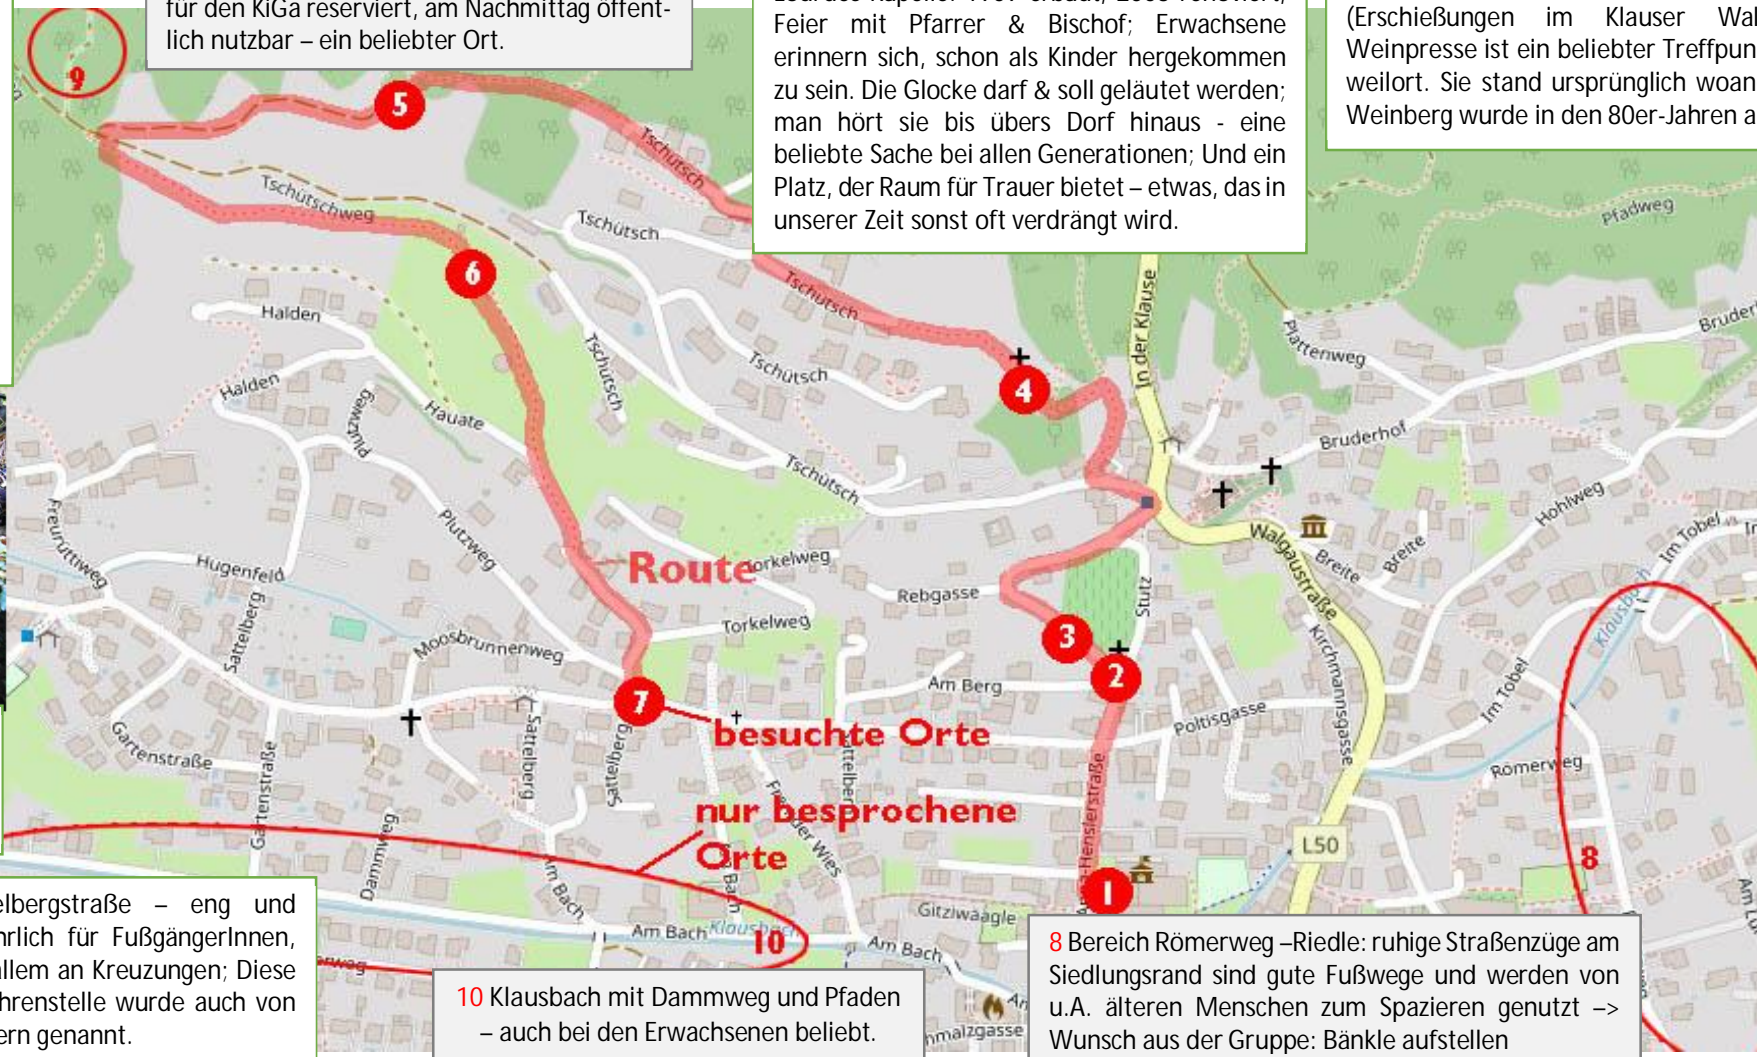 für den KiGa reserviert, am Nachmittag öffent-
lich nutzbar – ein beliebter Ort.
Feier mit Pfarrer & Bischof; Erwachsene
erinnern sich, schon als Kinder hergekommen
zu sein. Die Glocke darf & soll geläutet werden;
man hört sie bis übers Dorf hinaus - eine
beliebte Sache bei allen Generationen; Und ein
Platz, der Raum für Trauer bietet – etwas, das in
unserer Zeit sonst oft verdrängt wird.
(Erschießungen im Klauser
Weinpresse ist ein beliebter
weilort. Sie stand ursprünglich
Weinberg wurde in den 80er-Jahren
9
5
Tschütsch
Tschütschweg
Tschütsch
Tschütsch
6
Halden
Halden
Plutzweg
Hauate
Tschütsch
Tschütsch
4
In der Klause
Plattenweg
Pfadweg
Bruderhof
Tschütsch
Hohlweg
Im Tobel
Walgaustraße
Breite
Breite
Plutzweg
Hugenfeld
Sattelberg
Route
Torkelweg
Rebgasse
Stutz
Kirchmannsgasse
Klausbach
Torkelweg
Moosbrunnenweg
3
2
Am Berg
Poltisgasse
Im Tobel
7
besuchte Orte
Gartenstraße
Gartenstraße
Sattelberg
Sattelberg
Römerweg
nur besprochene
Orte
Dammweg
Am Bach
L50
8
1
Gitziwäagle
Am Bach
Klausbach
10
Am Bach
elbergstraße – eng und
hrlich für FußgängerInnen,
allem an Kreuzungen; Diese
hrenstelle wurde auch von
ern genannt.
10 Klausbach mit Dammweg und Pfaden
– auch bei den Erwachsenen beliebt.
8 Bereich Römerweg –Riedle: ruhige Straßenzüge am
Siedlungsrand sind gute Fußwege und werden von
u.A. älteren Menschen zum Spazieren genutzt –>
Wunsch aus der Gruppe: Bänkle aufstellen